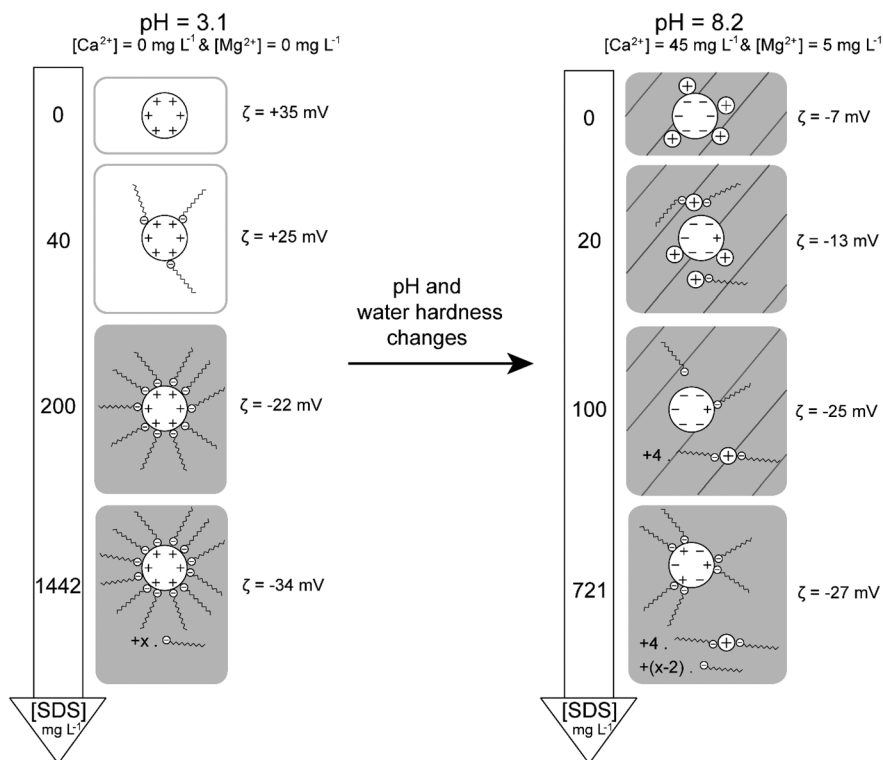 pH = 3.1
[Ca²⁺] = 0 mg L⁻¹ & [Mg²⁺] = 0 mg L⁻¹
0
ζ = +35 mV
40
ζ = +25 mV
200
ζ = -22 mV
1442
ζ = -34 mV
+x .
[SDS]
mg L⁻¹
pH and
water hardness
changes
pH = 8.2
[Ca²⁺] = 45 mg L⁻¹ & [Mg²⁺] = 5 mg L⁻¹
0
ζ = -7 mV
20
ζ = -13 mV
100
ζ = -25 mV
+4 .
721
ζ = -27 mV
+4 .
+(x-2) .
[SDS]
mg L⁻¹